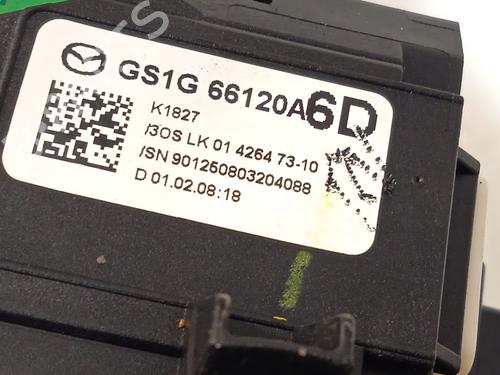 GS1G 66120A6D
K1827
/3OS LK 01 4264 73-10
/SN 901250803204088
D 01.02.08:18